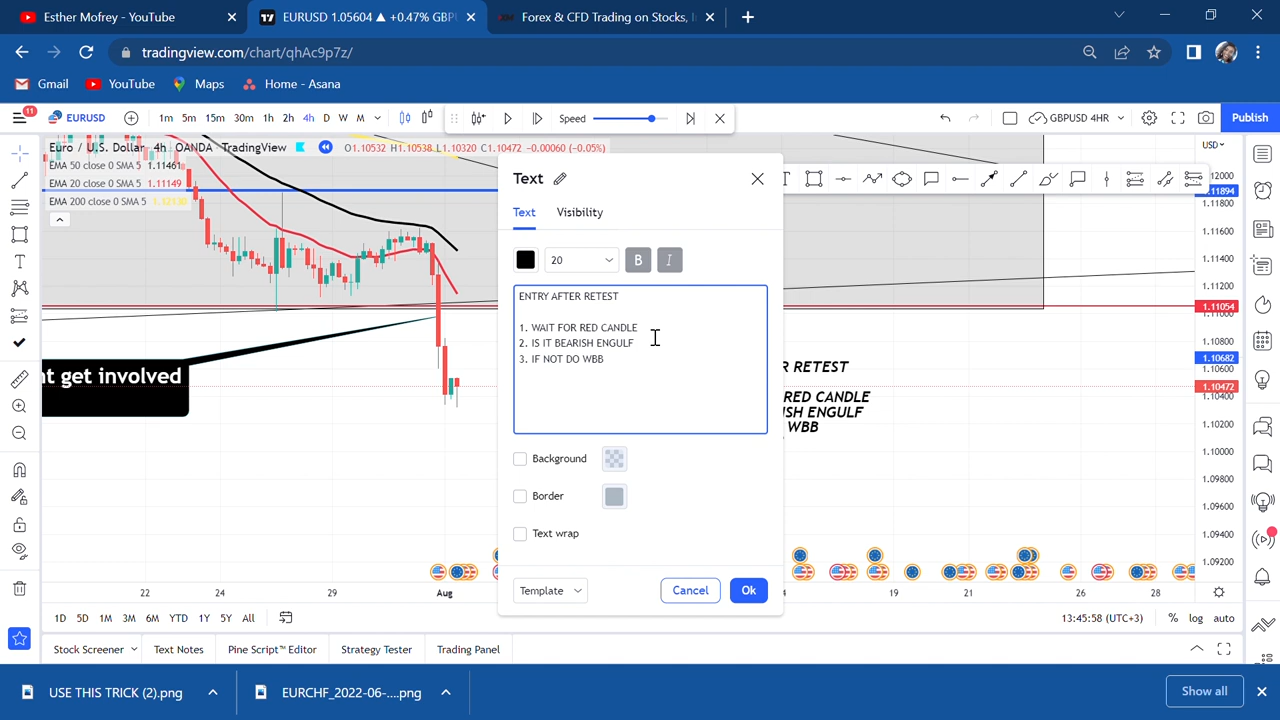 Esther Mofrey - YouTube
EURUSD 1.05604 ▲ +0.47% GBP
Forex & CFD Trading on Stocks, I
tradingview.com/chart/qhAc9p7z/
Gmail
YouTube
Maps
Home - Asana
11
EURUSD
1m 5m 15m 30m 1h 2h 4h D W M
Speed
GBPUSD 4HR
Publish
Euro / U.S. Dollar 4h OANDA TradingView
O1.10532 H1.10538 L1.10320 C1.10472 −0.00060 (−0.05%)
USD
EMA 50 close 0 SMA 5 1.11461
EMA 20 close 0 SMA 5 1.11149
EMA 200 close 0 SMA 5 1.12130
Text
Text
Visibility
20
B
I
ENTRY AFTER RETEST
1. WAIT FOR RED CANDLE
2. IS IT BEARISH ENGULF
3. IF NOT DO WBB
Background
Border
Text wrap
Template
Cancel
Ok
t get involved
R RETEST
RED CANDLE
SH ENGULF
WBB
12000
1.11894
1.11800
1.11600
1.11400
1.11200
1.11054
1.11000
1.10800
1.10682
1.10600
1.10472
1.10400
1.10200
1.10000
1.09800
1.09600
1.09400
1.09200
22
24
29
Aug
19
21
26
28
1D 5D 1M 3M 6M YTD 1Y 5Y All
13:45:58 (UTC+3)
% log auto
Stock Screener
Text Notes
Pine Script™ Editor
Strategy Tester
Trading Panel
USE THIS TRICK (2).png
EURCHF_2022-06-....png
Show all